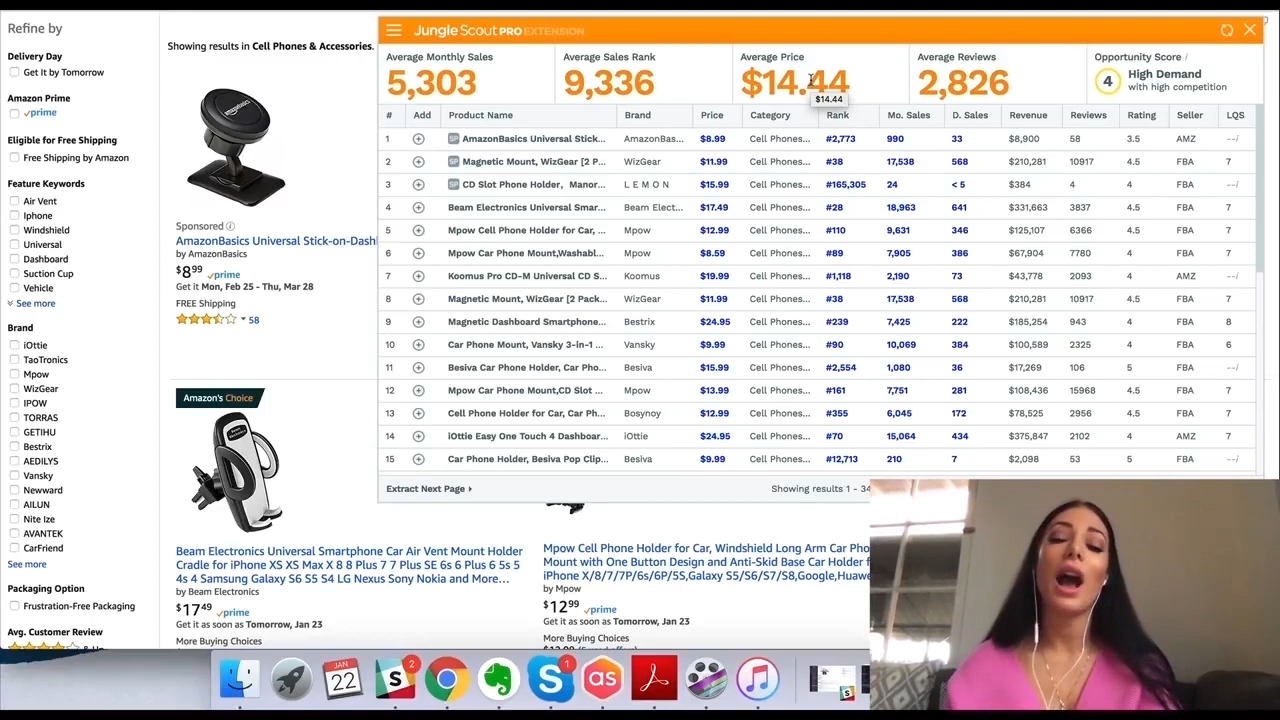 Refine by
Delivery Day
Get It by Tomorrow
Amazon Prime
prime
Eligible for Free Shipping
Free Shipping by Amazon
Feature Keywords
Air Vent
Iphone
Windshield
Universal
Dashboard
Suction Cup
Vehicle
See more
Brand
iOttie
TaoTronics
Mpow
WizGear
IPOW
TORRAS
GETIHU
Bestrix
AEDILYS
Vansky
Newward
AILUN
Nite Ize
AVANTEK
CarFriend
See more
Packaging Option
Frustration-Free Packaging
Avg. Customer Review
Showing results in Cell Phones & Accessories.
Sponsored
AmazonBasics Universal Stick-on-Dash
by AmazonBasics
$8.99 prime
Get it Mon, Feb 25 - Thu, Mar 28
FREE Shipping
58
Amazon's Choice
Beam Electronics Universal Smartphone Car Air Vent Mount Holder
Cradle for iPhone XS XS Max X 8 8 Plus 7 7 Plus SE 6s 6 Plus 6 5s 5
4s 4 Samsung Galaxy S6 S5 S4 LG Nexus Sony Nokia and More...
by Beam Electronics
$17.49 prime
Get it as soon as Tomorrow, Jan 23
More Buying Choices
Mpow Cell Phone Holder for Car, Windshield Long Arm Car Pho
Mount with One Button Design and Anti-Skid Base Car Holder f
iPhone X/8/7/7P/6s/6P/5S,Galaxy S5/S6/S7/S8,Google,Huawe
by Mpow
$12.99 prime
Get it as soon as Tomorrow, Jan 23
More Buying Choices
Jungle Scout PRO EXTENSION
Average Monthly Sales
5,303
Average Sales Rank
9,336
Average Price
$14.44
$14.44
Average Reviews
2,826
Opportunity Score i
4
High Demand
with high competition
# Add Product Name Brand Price Category Rank Mo. Sales D. Sales Revenue Reviews Rating Seller LQS
1 SP AmazonBasics Universal Stick... AmazonBas... $8.99 Cell Phones... #2,773 990 33 $8,900 58 3.5 AMZ --/
2 SP Magnetic Mount, WizGear [2 P... WizGear $11.99 Cell Phones... #38 17,538 568 $210,281 10917 4.5 FBA 7
3 SP CD Slot Phone Holder, Manor... L E M O N $15.99 Cell Phones... #165,305 24 < 5 $384 4 4 FBA --/
4 Beam Electronics Universal Smar... Beam Elect... $17.49 Cell Phones... #28 18,963 641 $331,663 3837 4.5 FBA 7
5 Mpow Cell Phone Holder for Car, ... Mpow $12.99 Cell Phones... #110 9,631 346 $125,107 6366 4.5 FBA 7
6 Mpow Car Phone Mount,Washabl... Mpow $8.59 Cell Phones... #89 7,905 386 $67,904 7780 4 FBA 7
7 Koomus Pro CD-M Universal CD S... Koomus $19.99 Cell Phones... #1,118 2,190 73 $43,778 2093 4 AMZ --/
8 Magnetic Mount, WizGear [2 Pack... WizGear $11.99 Cell Phones... #38 17,538 568 $210,281 10917 4.5 FBA 7
9 Magnetic Dashboard Smartphone... Bestrix $24.95 Cell Phones... #239 7,425 222 $185,254 943 4 FBA 8
10 Car Phone Mount, Vansky 3-in-1 ... Vansky $9.99 Cell Phones... #90 10,069 384 $100,589 2325 4 FBA 6
11 Besiva Car Phone Holder, Car Pho... Besiva $15.99 Cell Phones... #2,554 1,080 36 $17,269 106 5 FBA --/
12 Mpow Car Phone Mount,CD Slot ... Mpow $13.99 Cell Phones... #161 7,751 281 $108,436 15968 4.5 FBA 7
13 Cell Phone Holder for Car, Car Ph... Bosynoy $12.99 Cell Phones... #355 6,045 172 $78,525 2956 4.5 FBA 7
14 iOttie Easy One Touch 4 Dashboar... iOttie $24.95 Cell Phones... #70 15,064 434 $375,847 2102 4 AMZ 7
15 Car Phone Holder, Besiva Pop Clip... Besiva $9.99 Cell Phones... #12,713 210 7 $2,098 53 5 FBA --/
Extract Next Page
Showing results 1 - 34
JAN
22
2
1
as